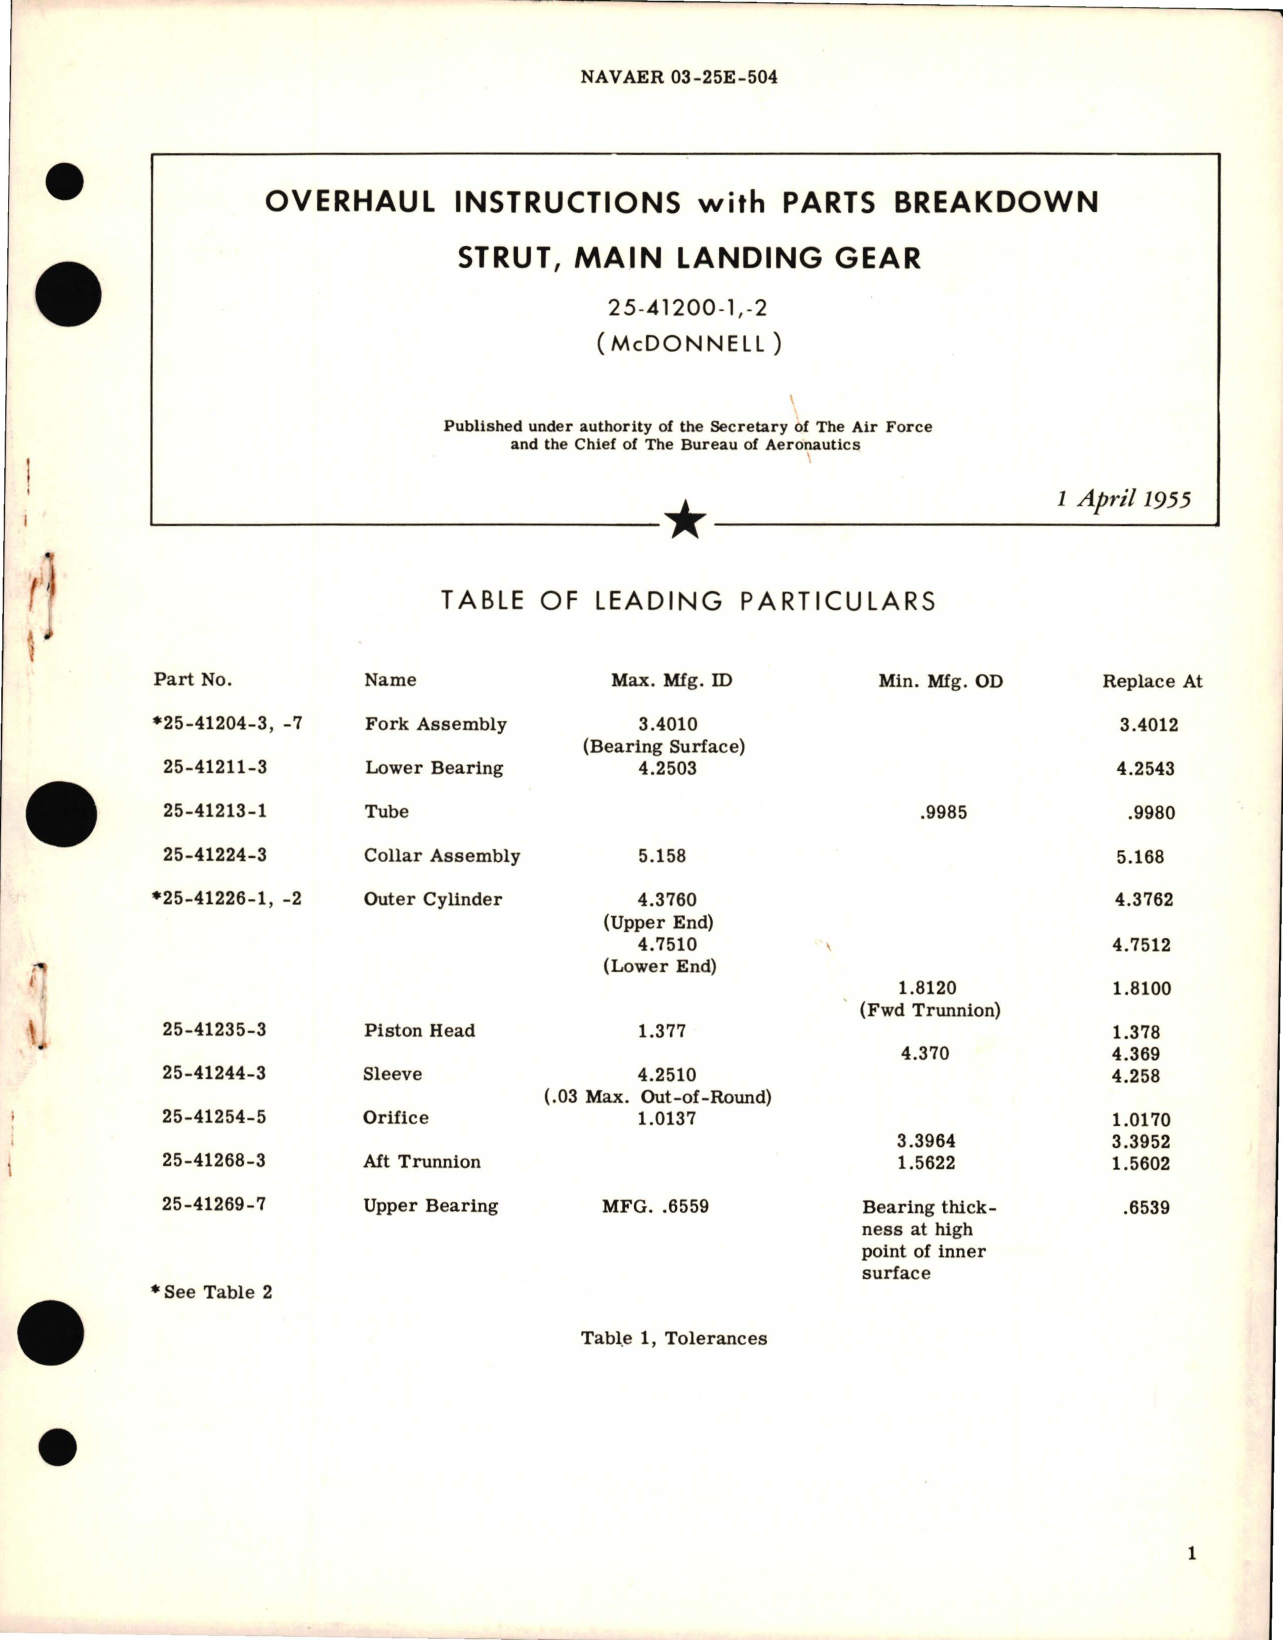 NAVAER 03-25E-504
OVERHAUL INSTRUCTIONS with PARTS BREAKDOWN
STRUT, MAIN LANDING GEAR
25-41200-1,-2
(McDONNELL)
Published under authority of the Secretary of The Air Force
and the Chief of The Bureau of Aeronautics
1 April 1955
TABLE OF LEADING PARTICULARS
Part No. Name Max. Mfg. ID Min. Mfg. OD Replace At
*25-41204-3, -7 Fork Assembly 3.4010 3.4012
(Bearing Surface)
25-41211-3 Lower Bearing 4.2503 4.2543
25-41213-1 Tube .9985 .9980
25-41224-3 Collar Assembly 5.158 5.168
*25-41226-1, -2 Outer Cylinder 4.3760 4.3762
(Upper End)
4.7510 4.7512
(Lower End)
1.8120 1.8100
(Fwd Trunnion)
25-41235-3 Piston Head 1.377 1.378
4.370 4.369
25-41244-3 Sleeve 4.2510 4.258
(.03 Max. Out-of-Round)
25-41254-5 Orifice 1.0137 1.0170
3.3964 3.3952
25-41268-3 Aft Trunnion 1.5622 1.5602
25-41269-7 Upper Bearing MFG. .6559 Bearing thick- .6539
ness at high
point of inner
surface
*See Table 2
Table 1, Tolerances
1